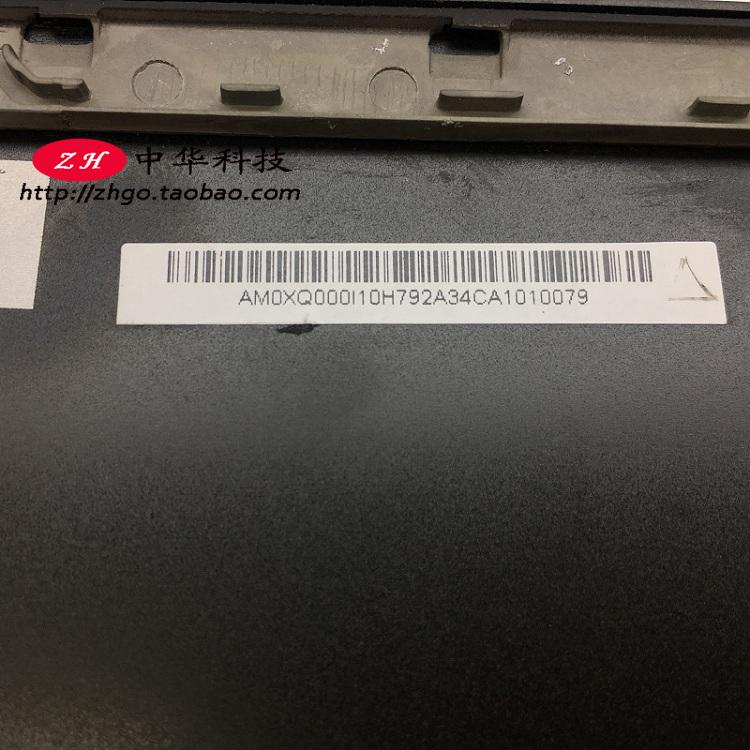 ZH 中华科技
http://zhgo.taobao.com
AM0XQ000I10H792A34CA1010079